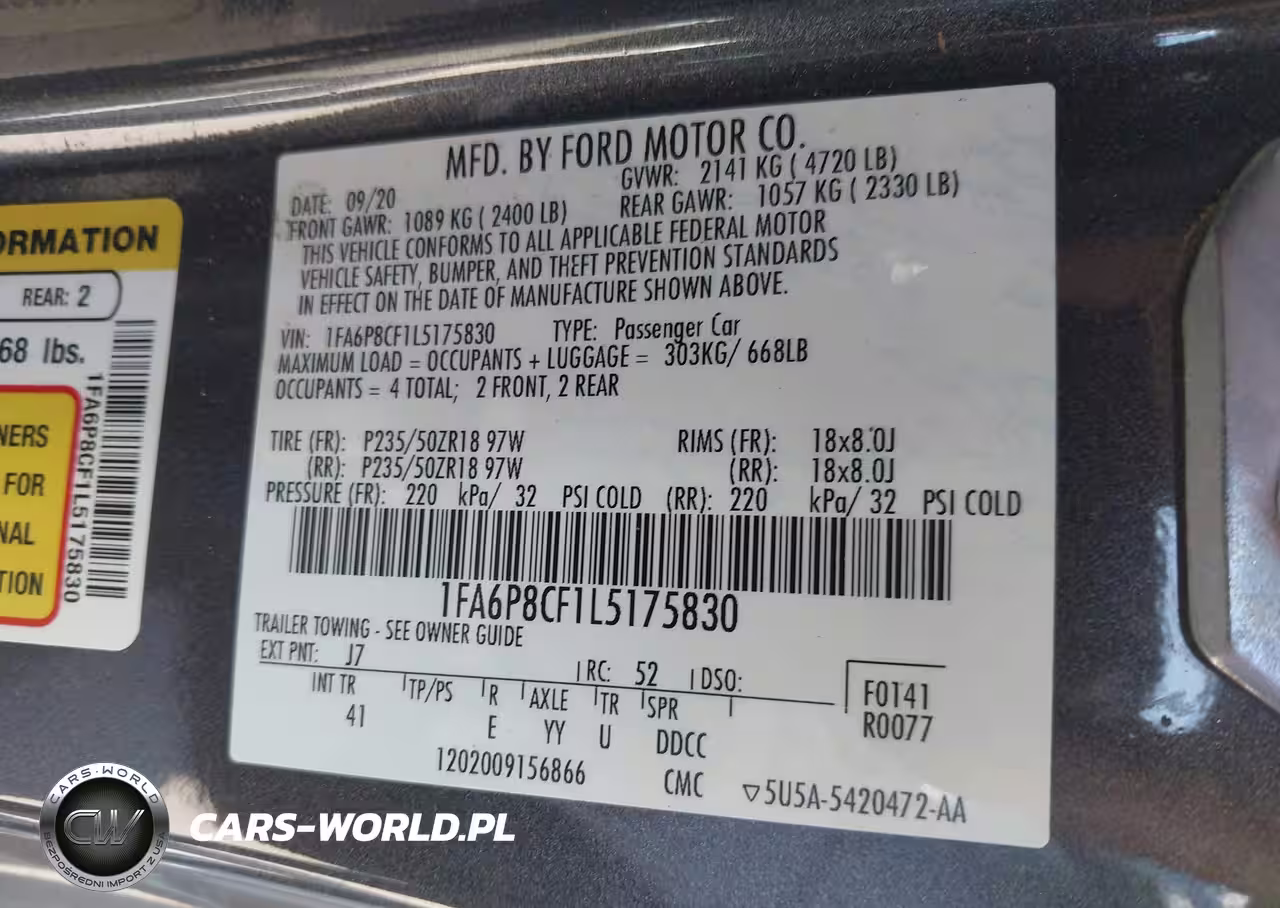 ORMATION
REAR: 2
68 lbs.
NERS
FOR
NAL
TION
1FA6P8CF1L5175830
MFD. BY FORD MOTOR CO.
DATE: 09/20 GVWR: 2141 KG ( 4720 LB)
FRONT GAWR: 1089 KG ( 2400 LB) REAR GAWR: 1057 KG ( 2330 LB)
THIS VEHICLE CONFORMS TO ALL APPLICABLE FEDERAL MOTOR
VEHICLE SAFETY, BUMPER, AND THEFT PREVENTION STANDARDS
IN EFFECT ON THE DATE OF MANUFACTURE SHOWN ABOVE.
VIN: 1FA6P8CF1L5175830 TYPE: Passenger Car
MAXIMUM LOAD = OCCUPANTS + LUGGAGE = 303KG/ 668LB
OCCUPANTS = 4 TOTAL; 2 FRONT, 2 REAR
TIRE (FR): P235/50ZR18 97W RIMS (FR): 18x8.0J
(RR): P235/50ZR18 97W (RR): 18x8.0J
PRESSURE (FR): 220 kPa/ 32 PSI COLD (RR): 220 kPa/ 32 PSI COLD
1FA6P8CF1L5175830
TRAILER TOWING - SEE OWNER GUIDE
EXT PNT: J7 RC: 52 DSO:
INT TR TP/PS R AXLE TR SPR
41 E YY U DDCC
F0141
R0077
1202009156866 CMC ▽5U5A-5420472-AA
CARS-WORLD
CW
BEZPOŚREDNI IMPORT Z USA
CARS-WORLD.PL